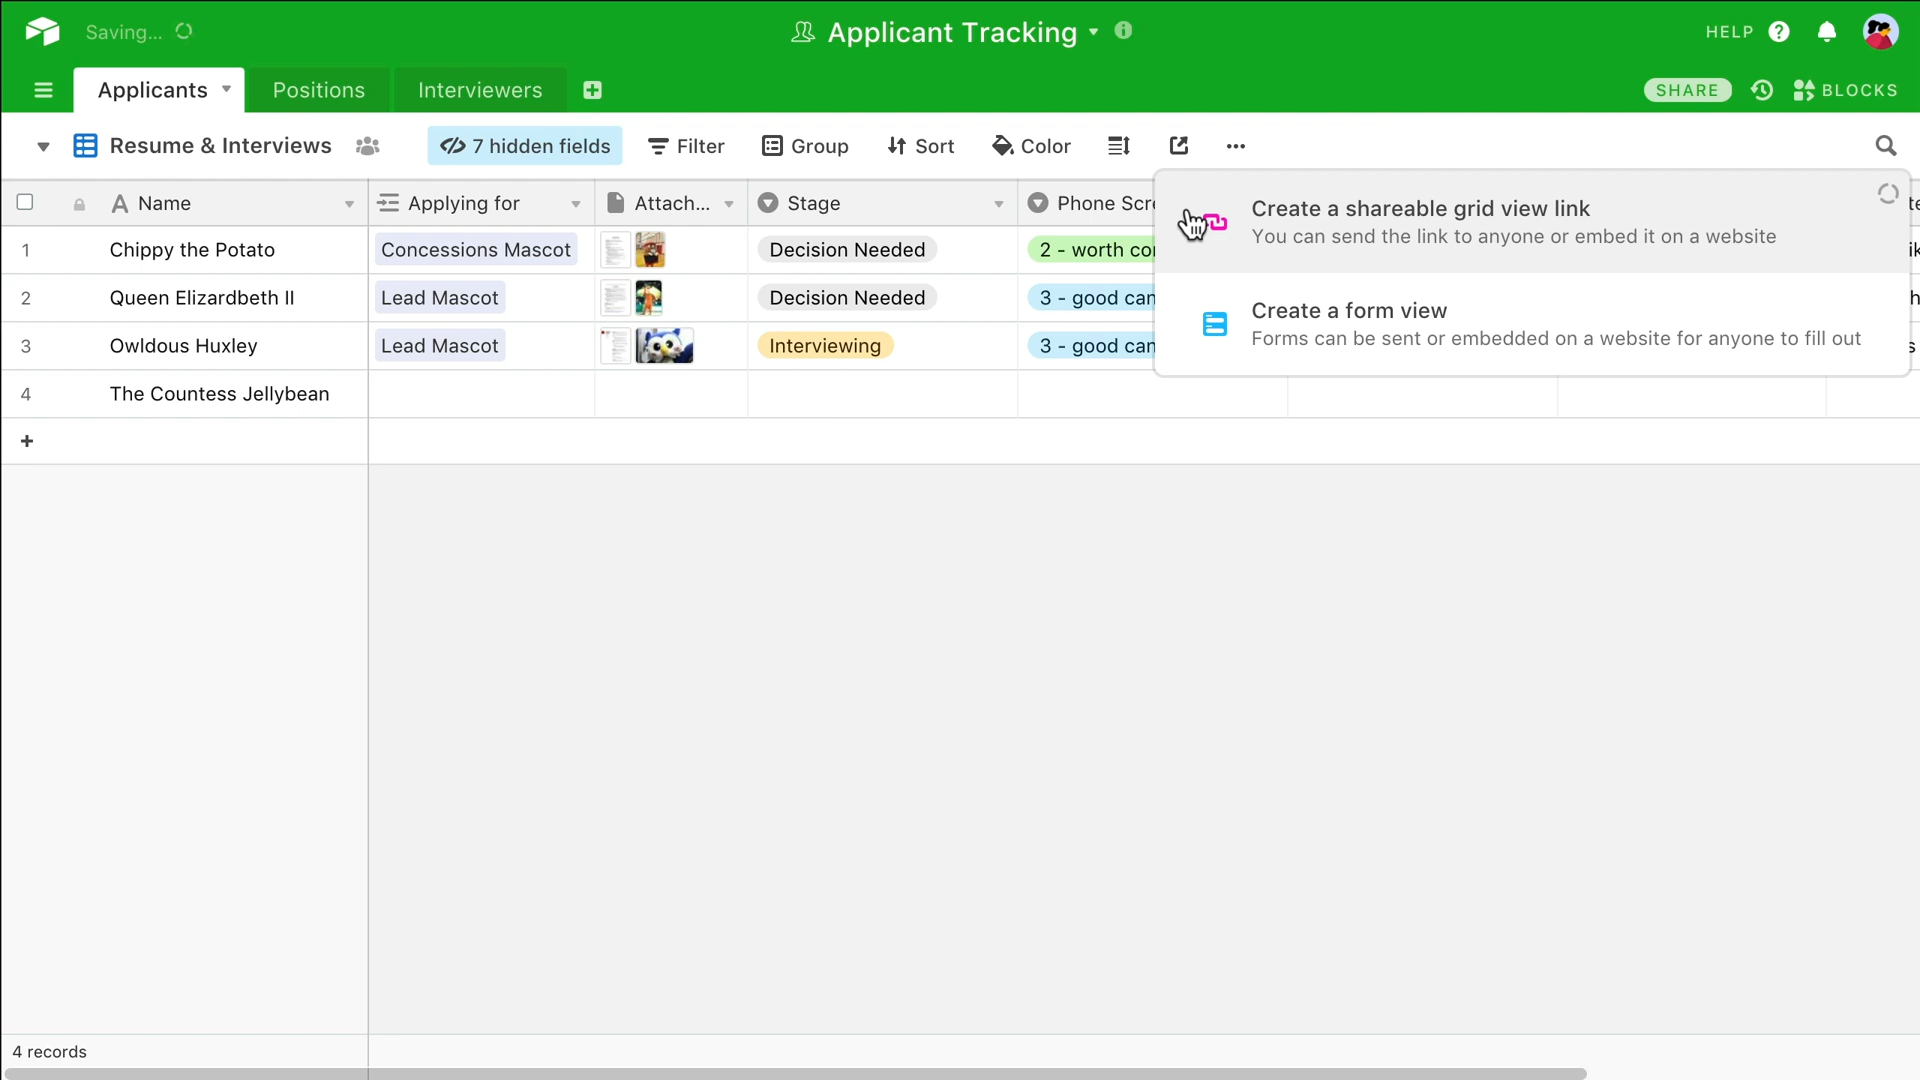 Saving...
Applicant Tracking
HELP
Applicants
Positions
Interviewers
SHARE
BLOCKS
Resume & Interviews
7 hidden fields
Filter
Group
Sort
Color
Name
Applying for
Attach...
Stage
Phone Scre
1
Chippy the Potato
Concessions Mascot
Decision Needed
2 - worth con
2
Queen Elizardbeth II
Lead Mascot
Decision Needed
3 - good can
3
Owldous Huxley
Lead Mascot
Interviewing
3 - good can
4
The Countess Jellybean
+
Create a shareable grid view link
You can send the link to anyone or embed it on a website
Create a form view
Forms can be sent or embedded on a website for anyone to fill out
4 records